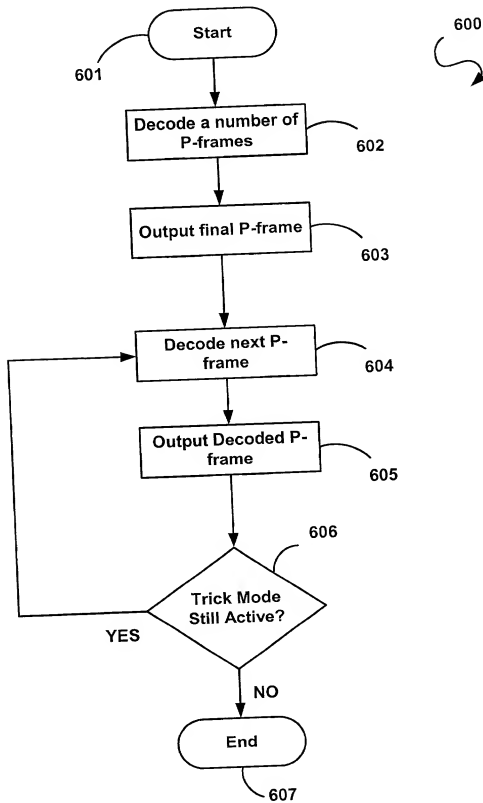 Start
600
601
Decode a number of
P-frames
602
Output final P-frame
603
Decode next P-
frame
604
Output Decoded P-
frame
605
606
Trick Mode
Still Active?
YES
NO
End
607